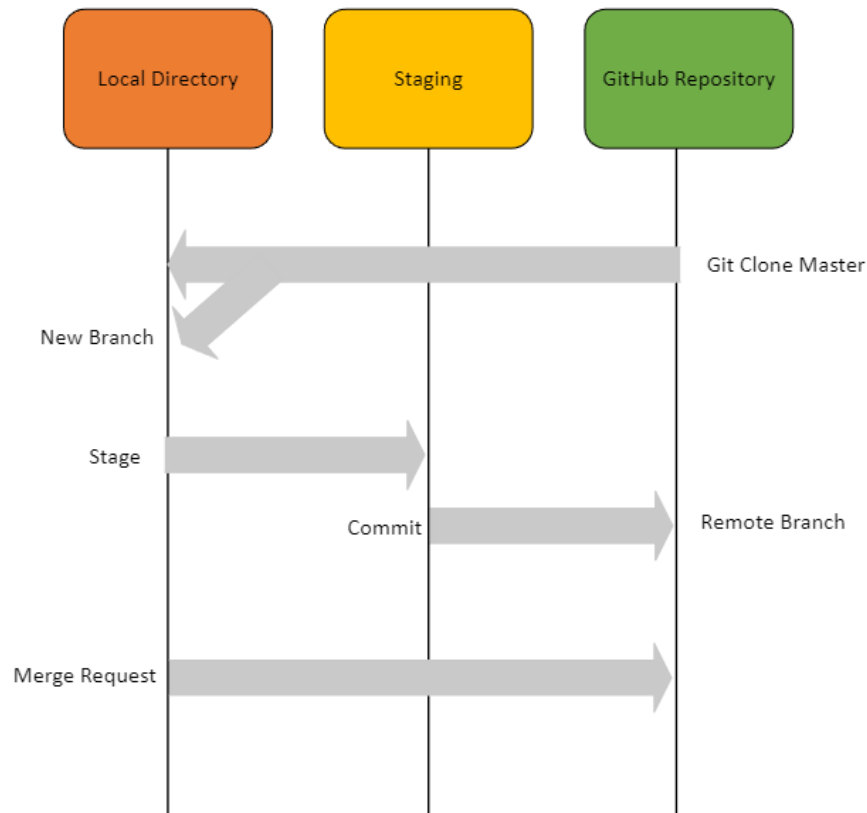 Local Directory
Staging
GitHub Repository
Git Clone Master
New Branch
Stage
Commit
Remote Branch
Merge Request